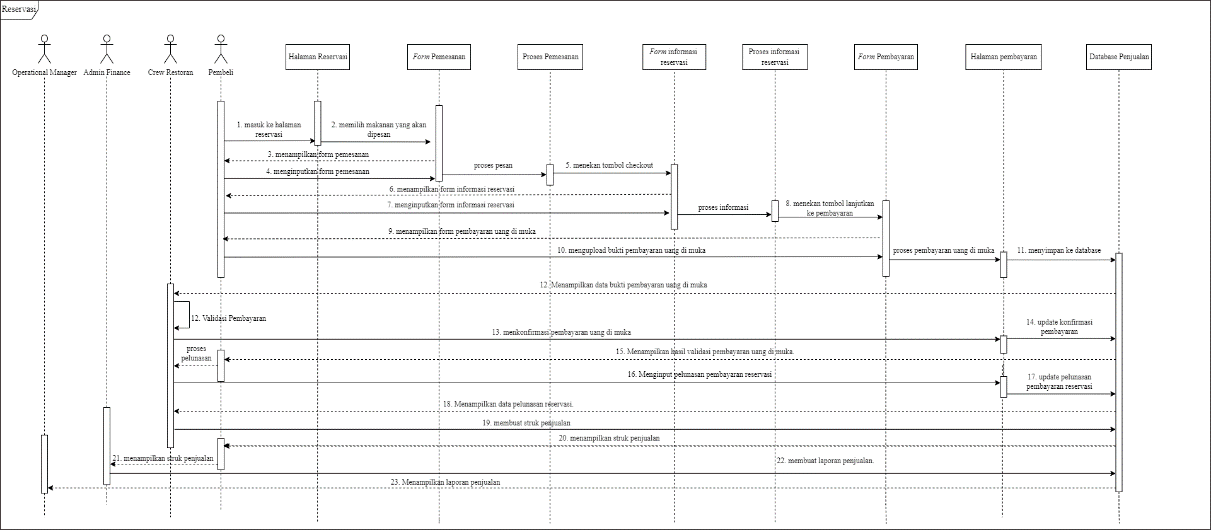 Reservasi
Operational Manager
Admin Finance
Crew Restoran
Pembeli
Halaman Reservasi
Form Pemesanan
Proses Pemesanan
Form informasi
reservasi
Proses informasi
reservasi
Form Pembayaran
Halaman pembayaran
Database Penjualan
1. masuk ke halaman
reservasi
2. memilih makanan yang akan
dipesan
3. menampilkan form pemesanan
4. menginputkan form pemesanan
proses pesan
5. menekan tombol checkout
6. menampilkan form informasi reservasi
7. menginputkan form informasi reservasi
proses informasi
8. menekan tombol lanjutkan
ke pembayaran
9. menampilkan form pembayaran uang di muka
10. mengupload bukti pembayaran uang di muka
proses pembayaran uang di muka
11. menyimpan ke database
12. Menampilkan data bukti pembayaran uang di muka
12. Validasi Pembayaran
13. menkonfirmasi pembayaran uang di muka
14. update konfirmasi
pembayaran
proses
pelunasan
15. Menampilkan hasil validasi pembayaran uang di muka.
16. Menginput pelunasan pembayaran reservasi
17. update pelunasan
pembayaran reservasi
18. Menampilkan data pelunasan reservasi.
19. membuat struk penjualan
20. menampilkan struk penjualan
21. menampilkan struk penjualan
22. membuat laporan penjualan.
23. Menampilkan laporan penjualan